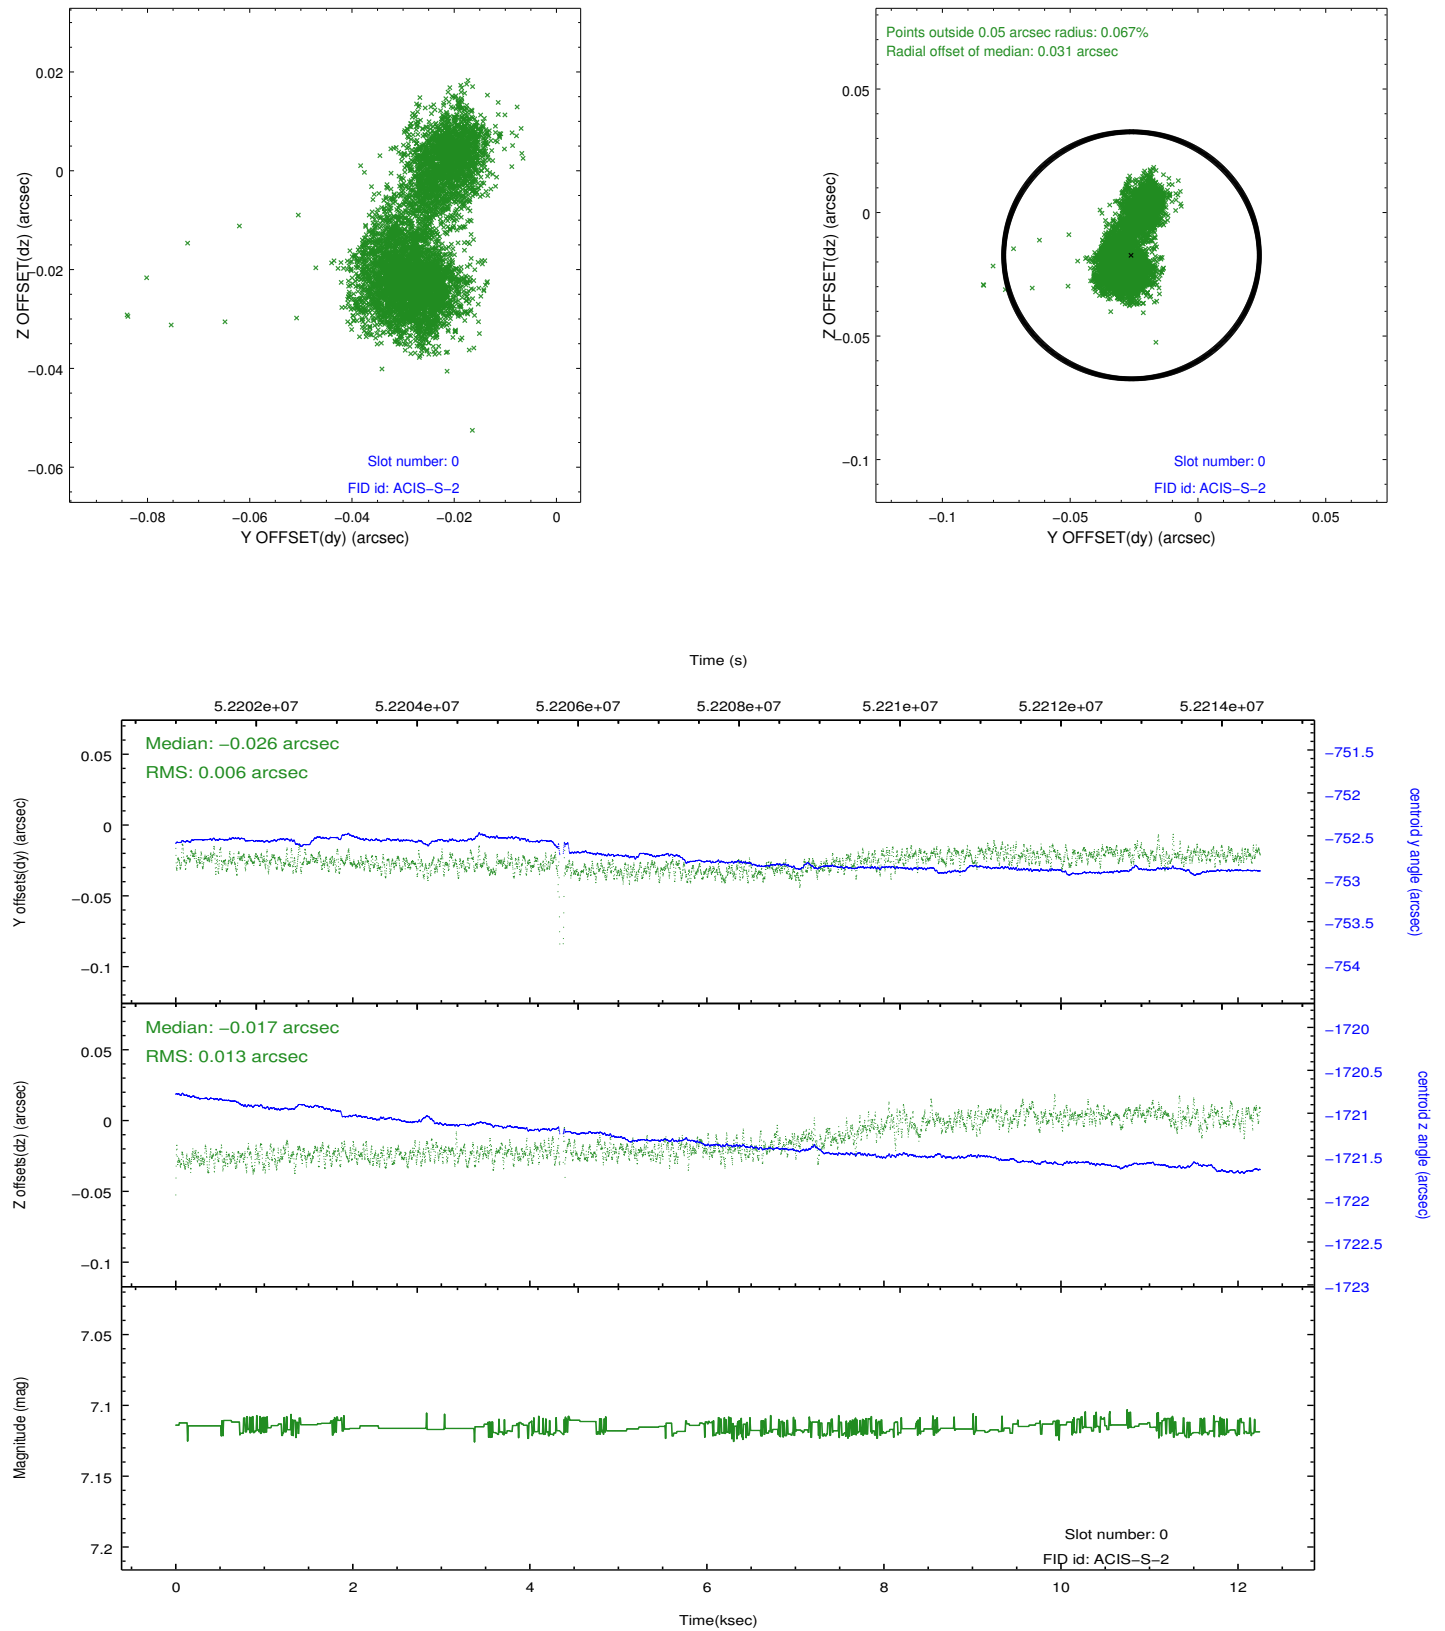 0.02
0
−0.02
−0.04
−0.06
Z OFFSET(dz) (arcsec)
Slot number: 0
FID id: ACIS−S−2
−0.08
−0.06
−0.04
−0.02
0
Y OFFSET(dy) (arcsec)
Points outside 0.05 arcsec radius: 0.067%
Radial offset of median: 0.031 arcsec
0.05
0
−0.05
−0.1
Z OFFSET(dz) (arcsec)
Slot number: 0
FID id: ACIS−S−2
−0.1
−0.05
0
0.05
Y OFFSET(dy) (arcsec)
Time (s)
5.2202e+07
5.2204e+07
5.2206e+07
5.2208e+07
5.221e+07
5.2212e+07
5.2214e+07
Median: −0.026 arcsec
RMS: 0.006 arcsec
0.05
0
−0.05
−0.1
Y offsets(dy) (arcsec)
−751.5
−752
−752.5
−753
−753.5
−754
centroid y angle (arcsec)
Median: −0.017 arcsec
RMS: 0.013 arcsec
0.05
0
−0.05
−0.1
Z offsets(dz) (arcsec)
−1720
−1720.5
−1721
−1721.5
−1722
−1722.5
−1723
centroid z angle (arcsec)
7.05
7.1
7.15
7.2
Magnitude (mag)
Slot number: 0
FID id: ACIS−S−2
0
2
4
6
8
10
12
Time(ksec)